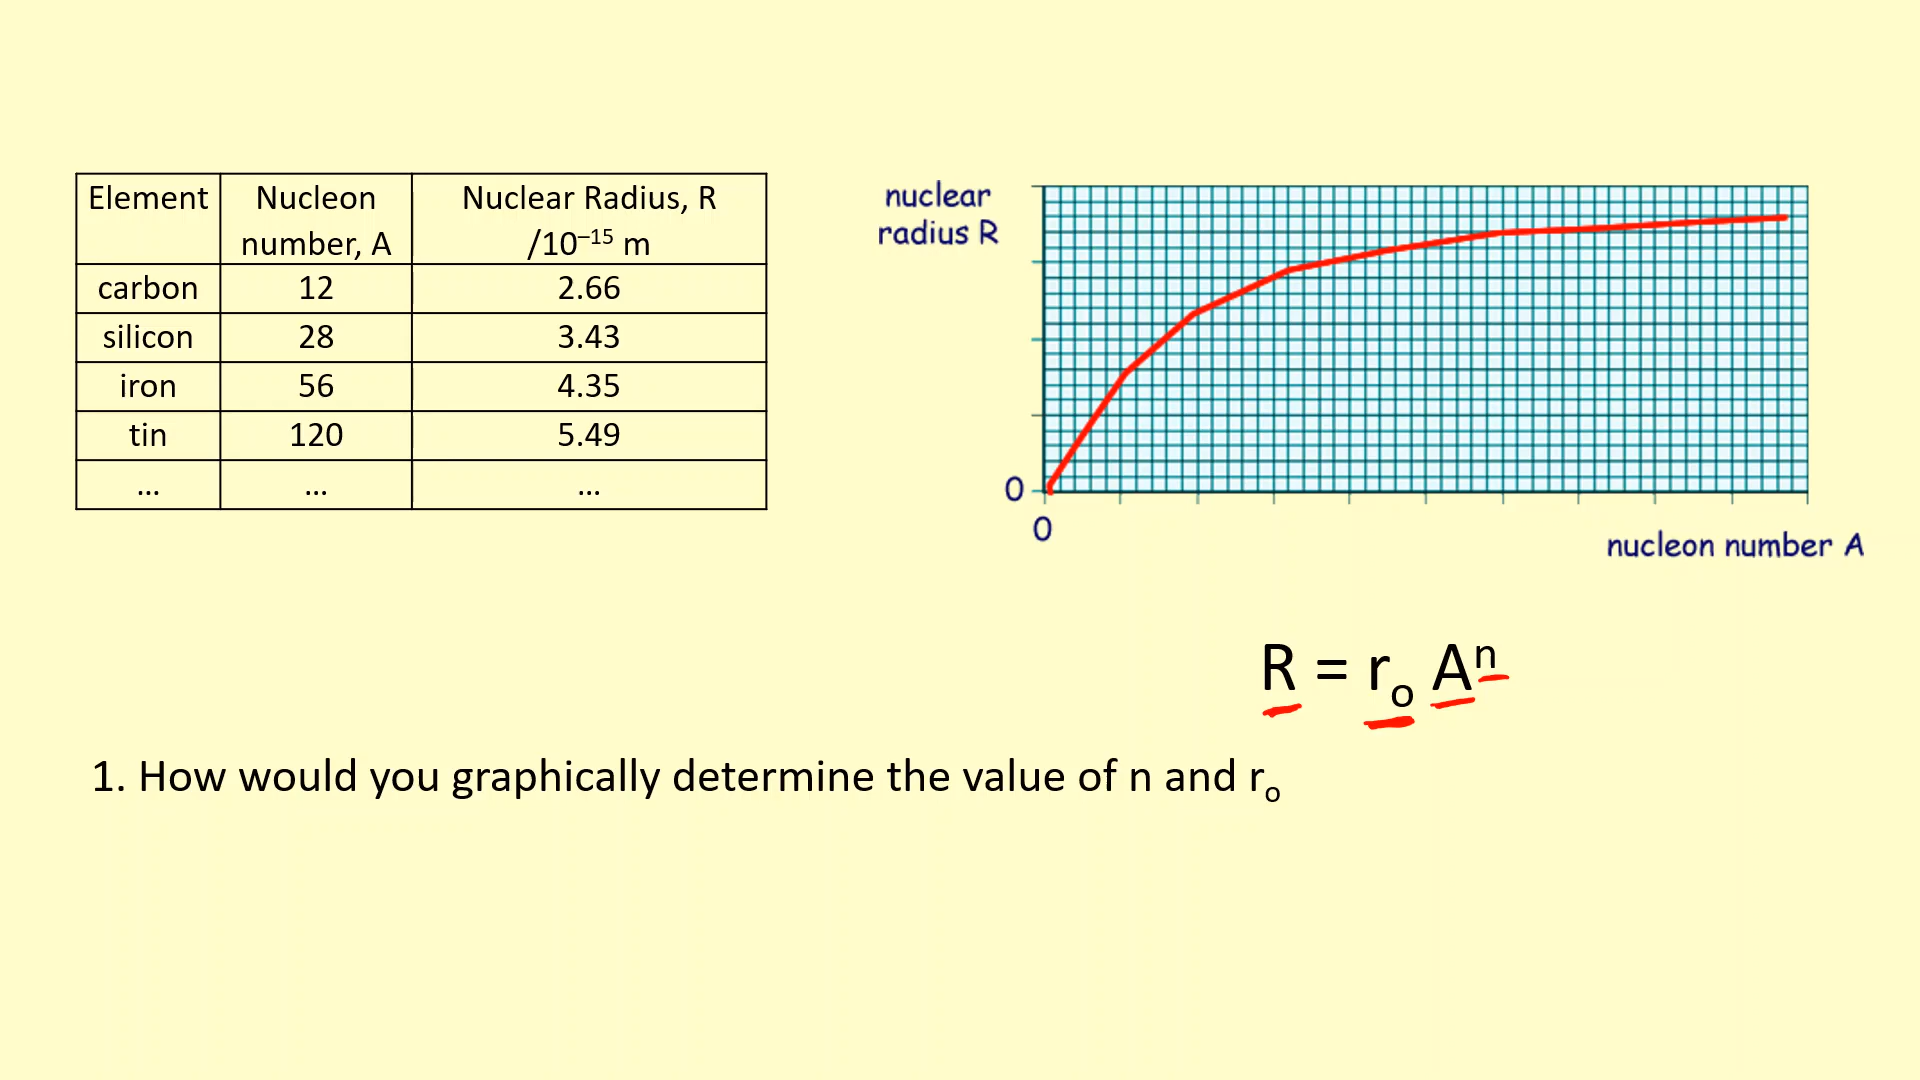 Element Nucleon number, A Nuclear Radius, R /10⁻¹⁵ m
carbon 12 2.66
silicon 28 3.43
iron 56 4.35
tin 120 5.49
... ... ...
nuclear
radius R
0
0
nucleon number A
R = rₒ Aⁿ
1. How would you graphically determine the value of n and rₒ